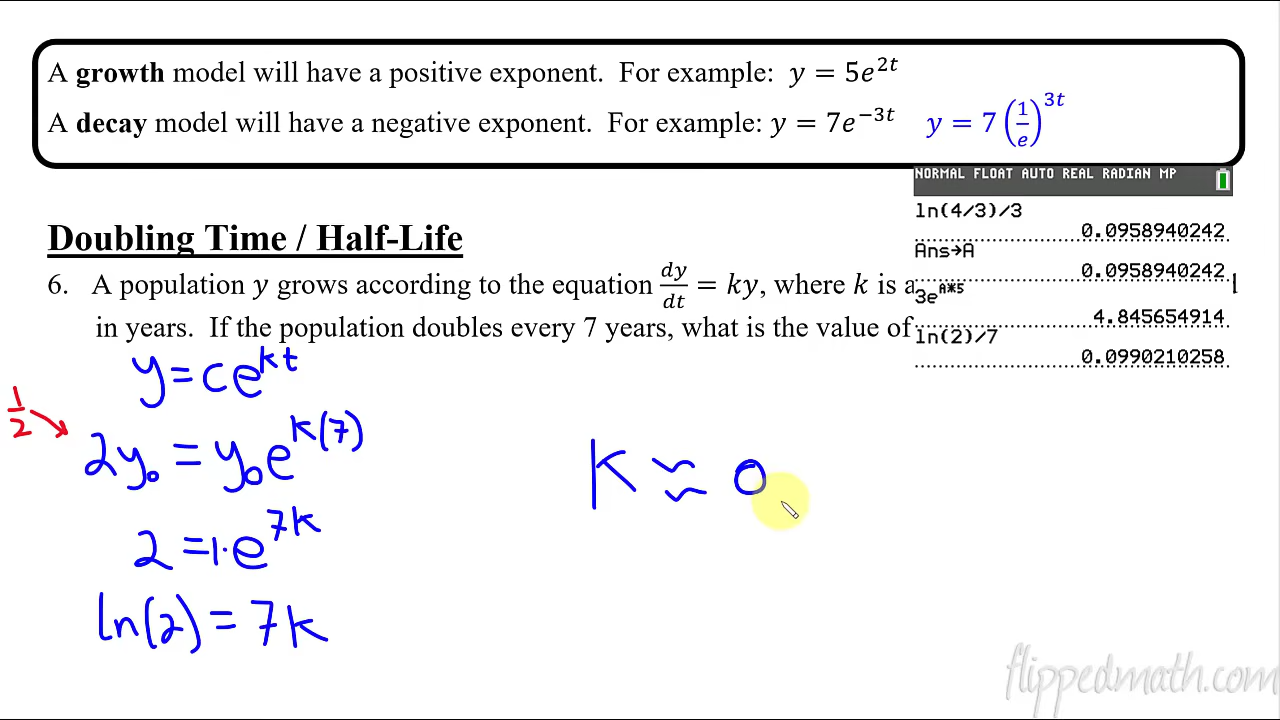 A growth model will have a positive exponent. For example: y = 5e^{2t}
A decay model will have a negative exponent. For example: y = 7e^{-3t} y = 7(1/e)^{3t}
NORMAL FLOAT AUTO REAL RADIAN MP
ln(4/3)/3
0.0958940242
Ans→A
0.0958940242
3e^{A*5}
4.845654914
ln(2)/7
0.0990210258
Doubling Time / Half-Life
6. A population y grows according to the equation dy/dt = ky, where k is a
in years. If the population doubles every 7 years, what is the value of
y = ce^{kt}
1/2
2y₀ = y₀e^{k(7)}
2 = 1·e^{7k}
ln(2) = 7k
K ≈ 0
flippedmath.com